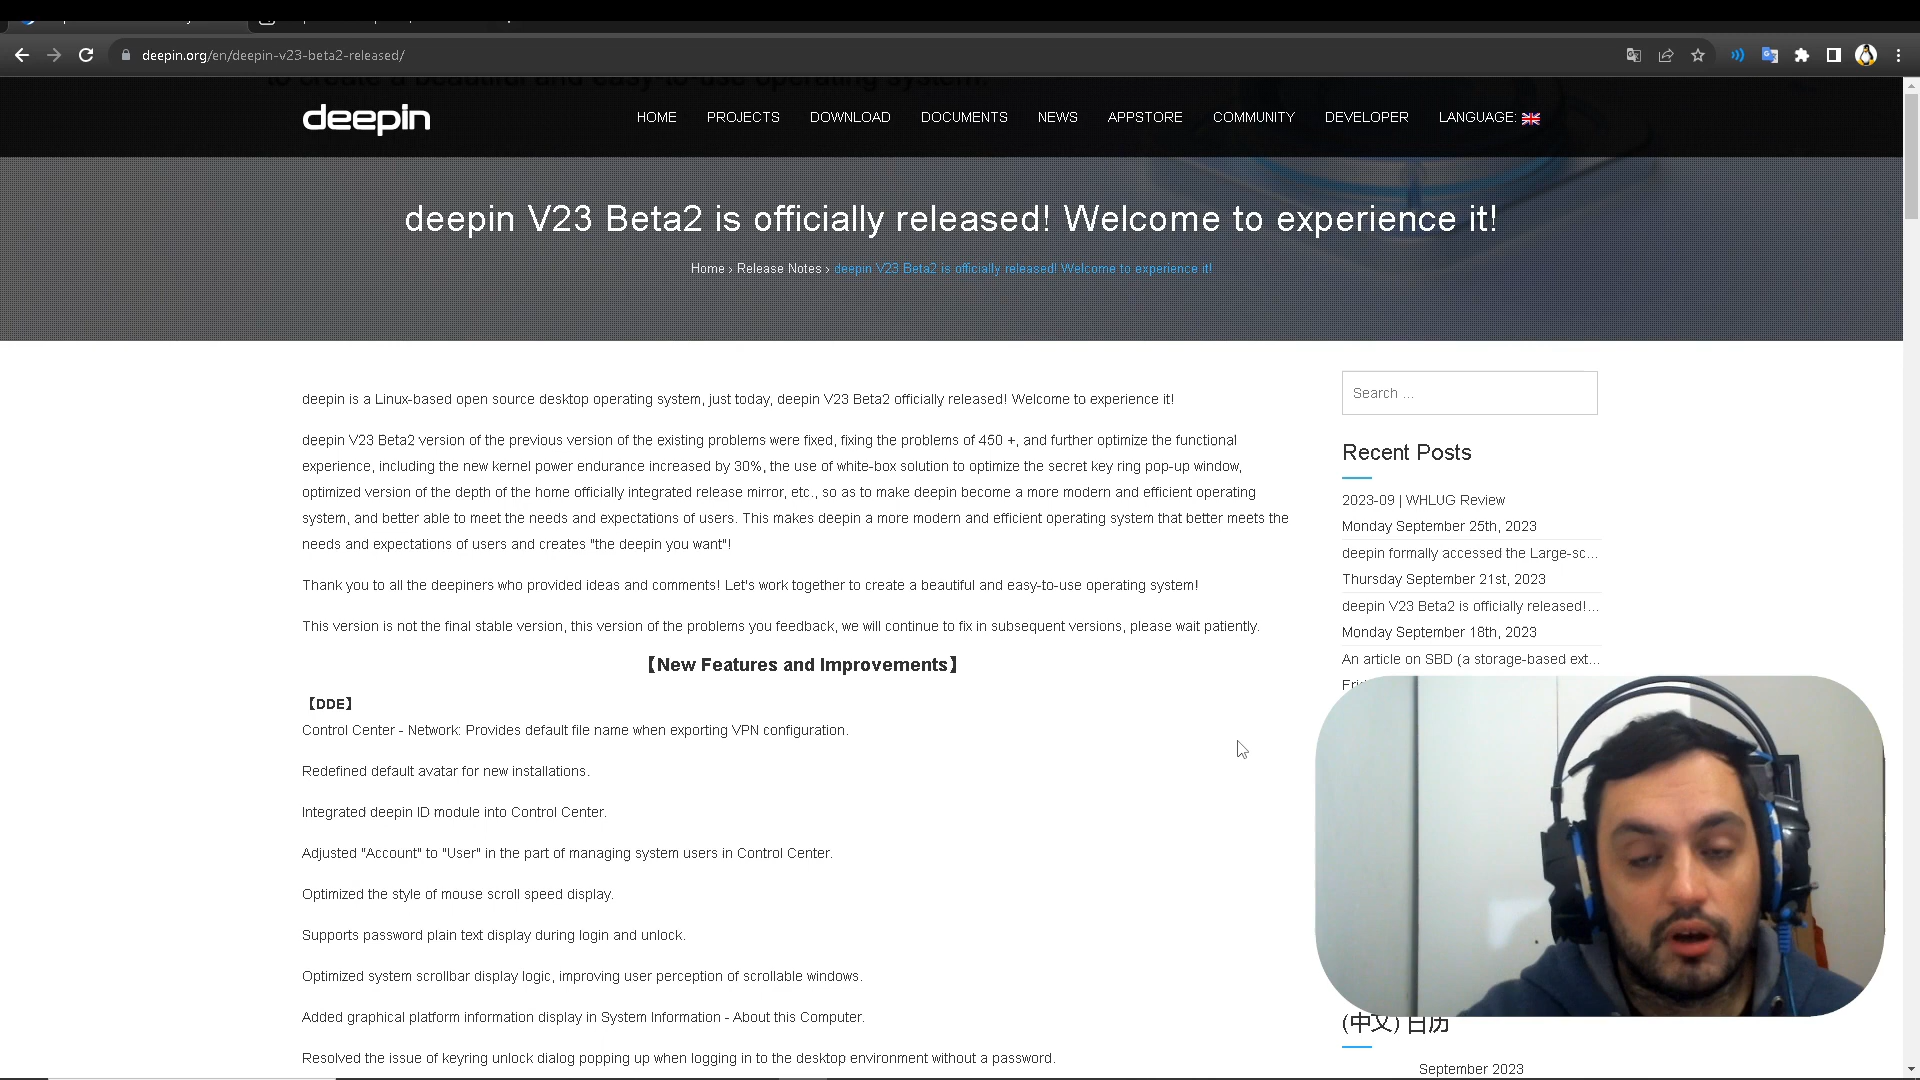 deepin.org/en/deepin-v23-beta2-released/
to create a beautiful and easy-to-use operating system.
deepin
HOME PROJECTS DOWNLOAD DOCUMENTS NEWS APPSTORE COMMUNITY DEVELOPER LANGUAGE:
deepin V23 Beta2 is officially released! Welcome to experience it!
Home › Release Notes › deepin V23 Beta2 is officially released! Welcome to experience it!
deepin is a Linux-based open source desktop operating system, just today, deepin V23 Beta2 officially released! Welcome to experience it!
deepin V23 Beta2 version of the previous version of the existing problems were fixed, fixing the problems of 450 +, and further optimize the functional
experience, including the new kernel power endurance increased by 30%, the use of white-box solution to optimize the secret key ring pop-up window,
optimized version of the depth of the home officially integrated release mirror, etc., so as to make deepin become a more modern and efficient operating
system, and better able to meet the needs and expectations of users. This makes deepin a more modern and efficient operating system that better meets the
needs and expectations of users and creates "the deepin you want"!
Thank you to all the deepiners who provided ideas and comments! Let's work together to create a beautiful and easy-to-use operating system!
This version is not the final stable version, this version of the problems you feedback, we will continue to fix in subsequent versions, please wait patiently.
【New Features and Improvements】
【DDE】
Control Center - Network: Provides default file name when exporting VPN configuration.
Redefined default avatar for new installations.
Integrated deepin ID module into Control Center.
Adjusted "Account" to "User" in the part of managing system users in Control Center.
Optimized the style of mouse scroll speed display.
Supports password plain text display during login and unlock.
Optimized system scrollbar display logic, improving user perception of scrollable windows.
Added graphical platform information display in System Information - About this Computer.
Resolved the issue of keyring unlock dialog popping up when logging in to the desktop environment without a password.
Search ...
Recent Posts
2023-09 | WHLUG Review
Monday September 25th, 2023
deepin formally accessed the Large-sc...
Thursday September 21st, 2023
deepin V23 Beta2 is officially released!...
Monday September 18th, 2023
An article on SBD (a storage-based ext...
(中文) 日历
September 2023